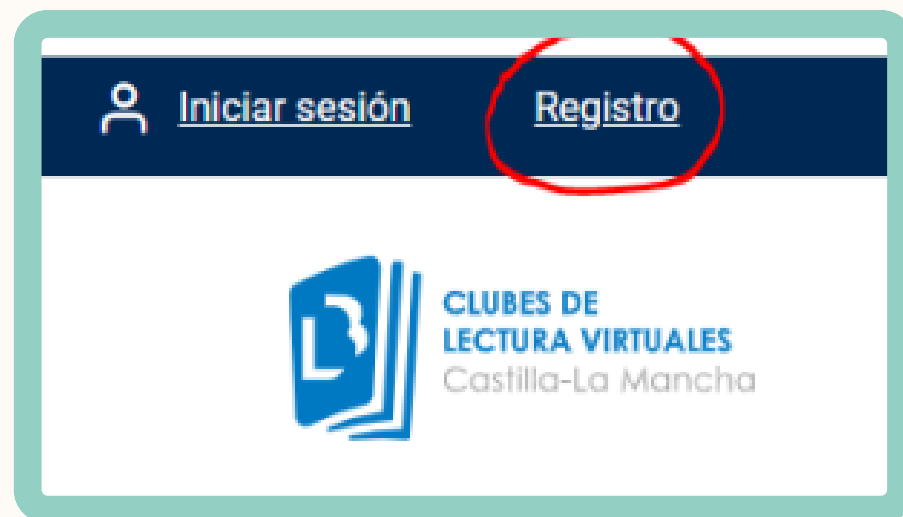 Iniciar sesión Registro
CLUBES DE
LECTURA VIRTUALES
Castilla-La Mancha